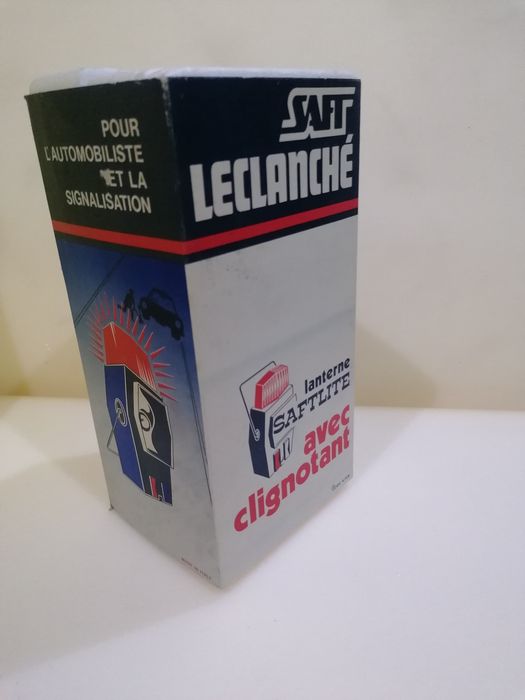 POUR
L'AUTOMOBILISTE
ET LA
SIGNALISATION
SAFT
LECLANCHÉ
lanterne
SAFTLITE
avec
clignotant